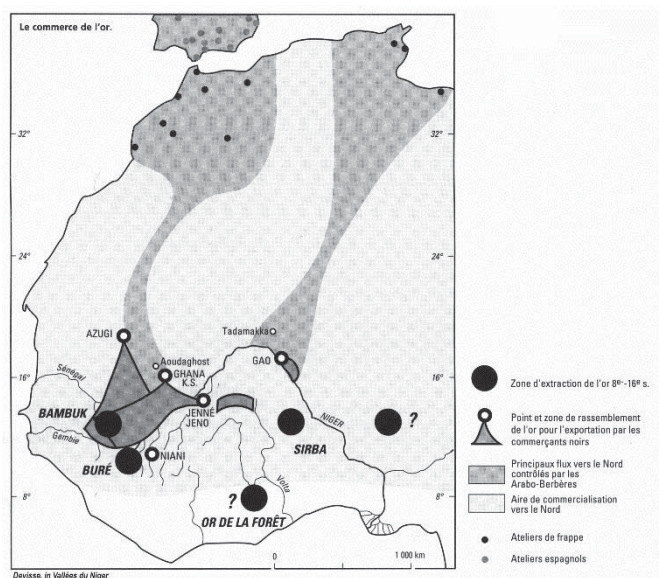 Le commerce de l'or.
32°
32°
24°
24°
AZUGI
Tadamakka
Aoudaghost
Sénégal
16°
GHANA
K.S.
GAO
16°
BAMBUK
JENNÉ
JENO
NIGER
?
Gambie
NIANI
SIRBA
BURÉ
8°
?
Volta
8°
OR DE LA FORÊT
0
1 000 km
Devisse, in Vallées du Niger
Zone d'extraction de l'or 8e-16e s.
Point et zone de rassemblement
de l'or pour l'exportation par les
commerçants noirs
Principaux flux vers le Nord
contrôlés par les
Arabo-Berbères
Aire de commercialisation
vers le Nord
Ateliers de frappe
Ateliers espagnols